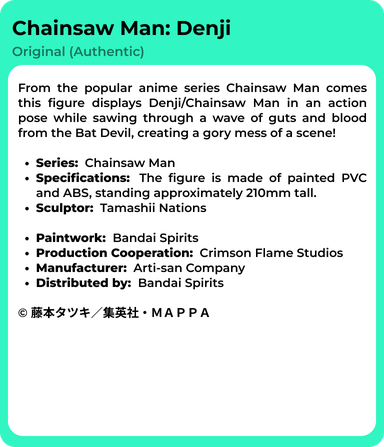 Chainsaw Man: Denji
Original (Authentic)
From the popular anime series Chainsaw Man comes
this figure displays Denji/Chainsaw Man in an action
pose while sawing through a wave of guts and blood
from the Bat Devil, creating a gory mess of a scene!
• Series: Chainsaw Man
• Specifications: The figure is made of painted PVC
and ABS, standing approximately 210mm tall.
• Sculptor: Tamashii Nations
• Paintwork: Bandai Spirits
• Production Cooperation: Crimson Flame Studios
• Manufacturer: Arti-san Company
• Distributed by: Bandai Spirits
© 藤本タツキ／集英社・ＭＡＰＰＡ